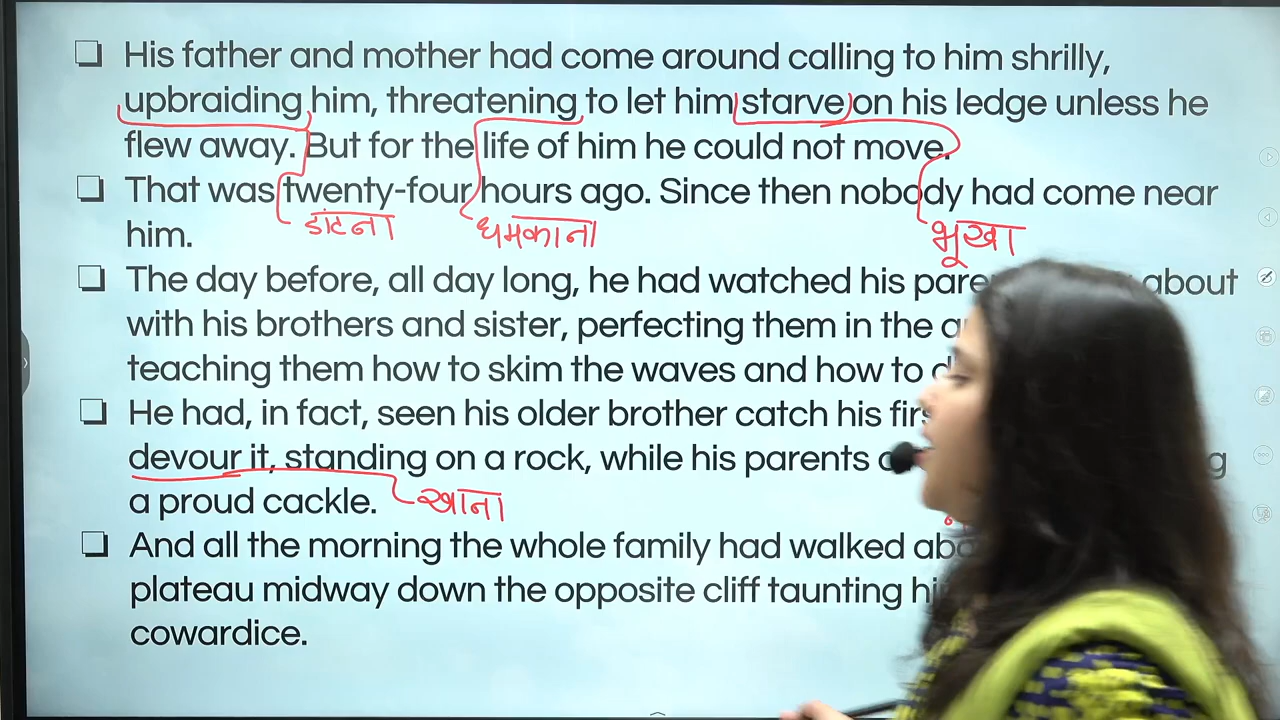 ❑ His father and mother had come around calling to him shrilly,
upbraiding him, threatening to let him starve on his ledge unless he
flew away. But for the life of him he could not move.
❑ That was twenty-four hours ago. Since then nobody had come near
डांटना धमकाना भूखा
him.
❑ The day before, all day long, he had watched his about
with his brothers and sister, perfecting them in the
teaching them how to skim the waves and how to
❑ He had, in fact, seen his older brother catch his
devour it, standing on a rock, while his parents
a proud cackle. खाना
❑ And all the morning the whole family had walked
plateau midway down the opposite cliff taunting
cowardice.